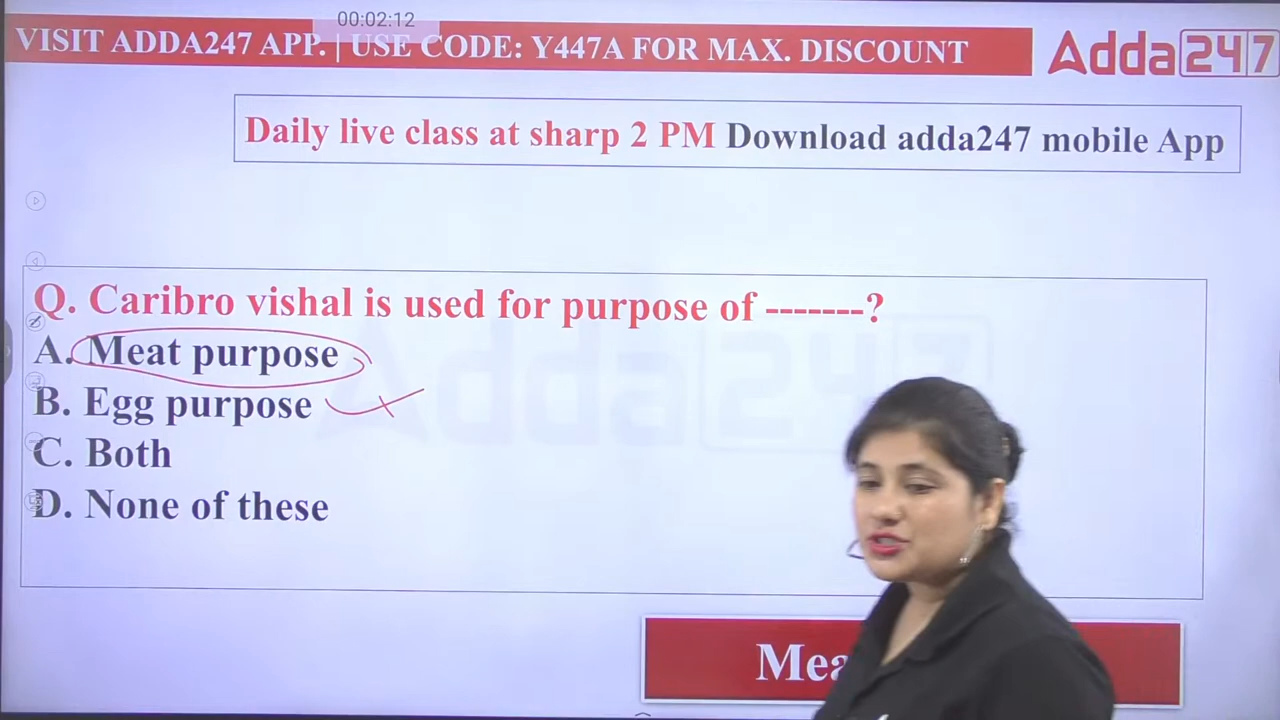 00:02:12
VISIT ADDA247 APP. | USE CODE: Y447A FOR MAX. DISCOUNT
Adda247
Daily live class at sharp 2 PM Download adda247 mobile App
Q. Caribro vishal is used for purpose of -------?
A. Meat purpose
B. Egg purpose
C. Both
D. None of these